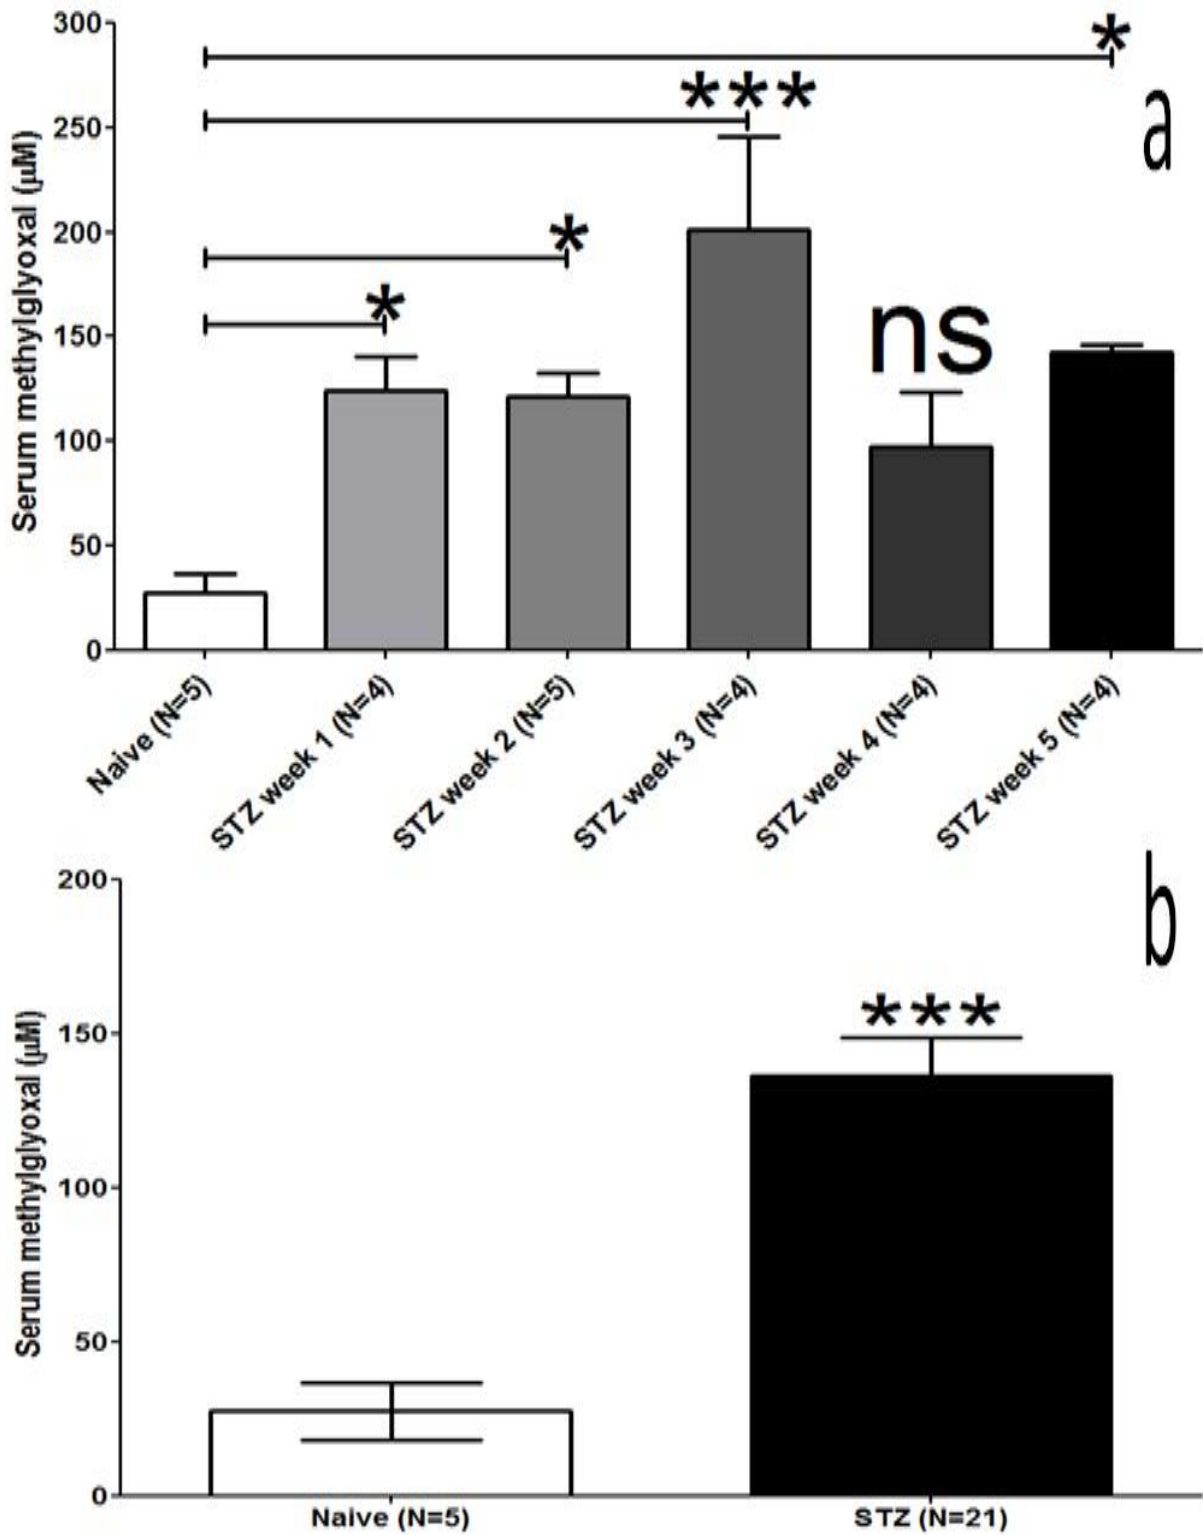 a
Serum methylglyoxal (µM)
300
250
200
150
100
50
0
*
***
*
*
ns
Naive (N=5)
STZ week 1 (N=4)
STZ week 2 (N=5)
STZ week 3 (N=4)
STZ week 4 (N=4)
STZ week 5 (N=4)
b
Serum methylglyoxal (µM)
200
150
100
50
0
***
Naive (N=5)
STZ (N=21)